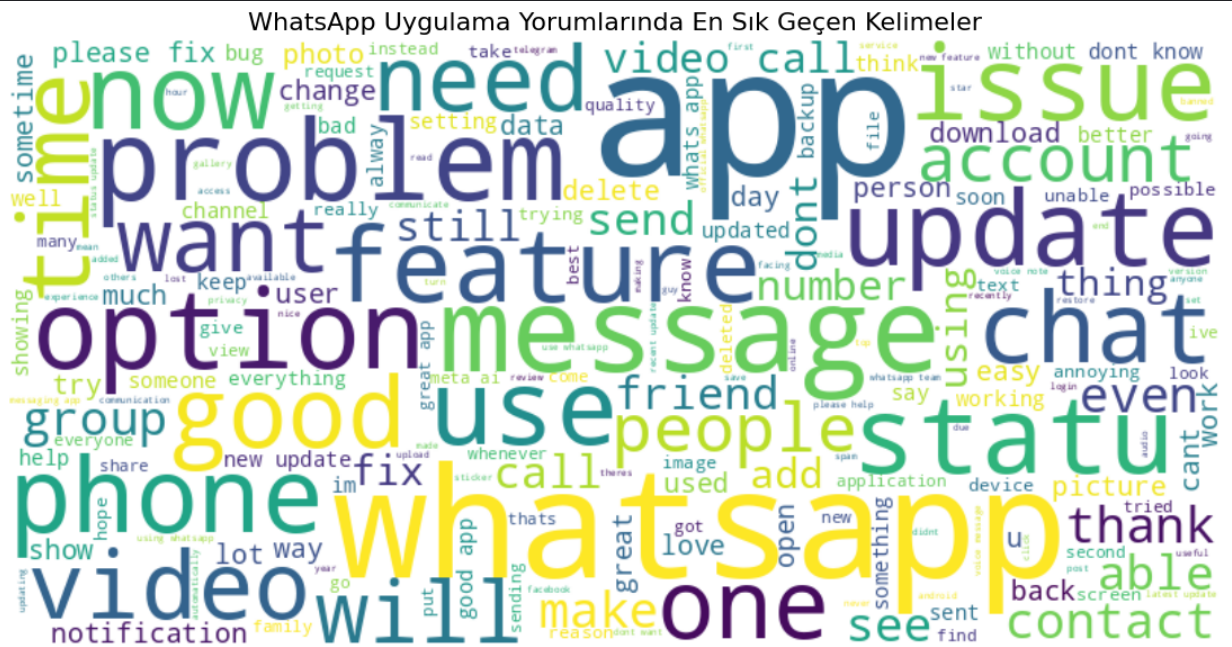 WhatsApp Uygulama Yorumlarında En Sık Geçen Kelimeler
please fix bug photo instead take telegram video call first service think new feature without dont know
sometime time now hour request change getting need quality whats app app backup file issue star banned going
problem bad alway setting data read download better account
status update gallery access delete official whatsapp day dont person soon unable possible
well channel really communicate trying send updated update end
many mean want still feature best making know facing media number using voice note version anyone
added others lost keep available turn guy text recently thing
experience privacy much user nice option message restore chat set
showing give view great app use whatsapp recent update deleted online top live
try someone everything meta ai review come save whatsapp team say easy annoying login look
messaging app communication good use friend please help working even work
group everyone made people statu due audio cant
help share new update fix upload whenever theres image spam
phone im sticker call used add application device picture
hope whatsapp thats got new something didnt voice message tried thank
show using whatsapp lot way good app great love open u click second useful
updating video automatically year go put sending facebook never android back screen post latest update able
notification family will reason make dont want one see sent find contact